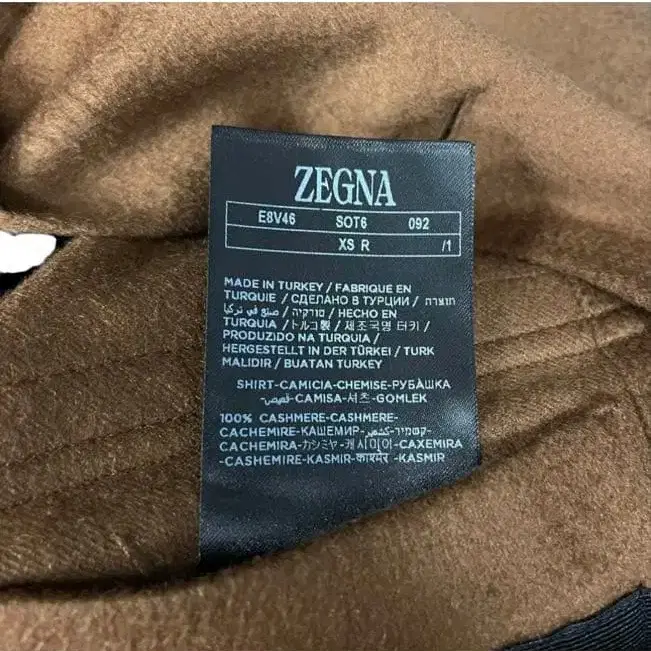 ZEGNA
E8V46 SOT6 092
XS R /1
MADE IN TURKEY / FABRIQUE EN
TURQUIE / СДЕЛАНО В ТУРЦИИ / תוצרת
טורקיה / صنع في تركيا / HECHO EN
TURQUIA / トルコ製 / 제조국명 터키 /
PRODUZIDO NA TURQUIA /
HERGESTELLT IN DER TÜRKEI / TURK
MALIDIR / BUATAN TURKEY
SHIRT-CAMICIA-CHEMISE-РУБАШКА
-قميص-CAMISA-셔츠-GOMLEK
100% CASHMERE-CASHMERE-
CACHEMIRE-КАШЕМИР-كشمير-קשמיר-
CACHEMIRA-カシミヤ-캐시미어-CAXEMIRA
-CASHEMIRE-KASMIR-कश्मीर-KASMIR